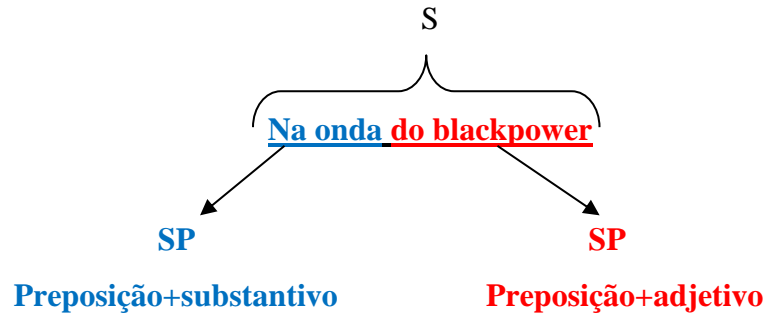 S
Na onda do blackpower
SP SP
Preposição+substantivo Preposição+adjetivo